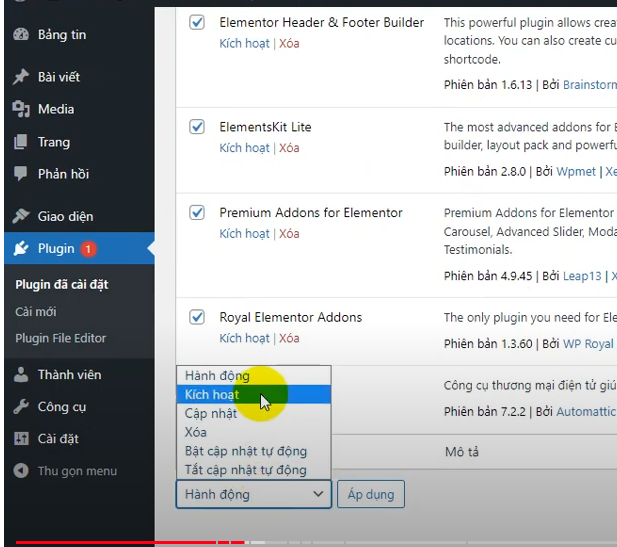 Bảng tin
Bài viết
Media
Trang
Phản hồi
Giao diện
Plugin 1
Plugin đã cài đặt
Cài mới
Plugin File Editor
Thành viên
Công cụ
Cài đặt
Thu gọn menu
Elementor Header & Footer Builder
Kích hoạt | Xóa
This powerful plugin allows
locations. You can also create
shortcode.
Phiên bản 1.6.13 | Bởi
ElementsKit Lite
Kích hoạt | Xóa
The most advanced addons for
builder, layout pack and
Phiên bản 2.8.0 | Bởi Wpmet |
Premium Addons for Elementor
Kích hoạt | Xóa
Premium Addons for Elementor
Carousel, Advanced Slider,
Testimonials.
Phiên bản 4.9.45 | Bởi Leap13 |
Royal Elementor Addons
Kích hoạt | Xóa
The only plugin you need for
Phiên bản 1.3.60 | Bởi WP Royal
Công cụ thương mại điện tử
Phiên bản 7.2.2 | Bởi Automattic
Mô tả
Hành động
Kích hoạt
Cập nhật
Xóa
Bật cập nhật tự động
Tắt cập nhật tự động
Hành động
Áp dụng